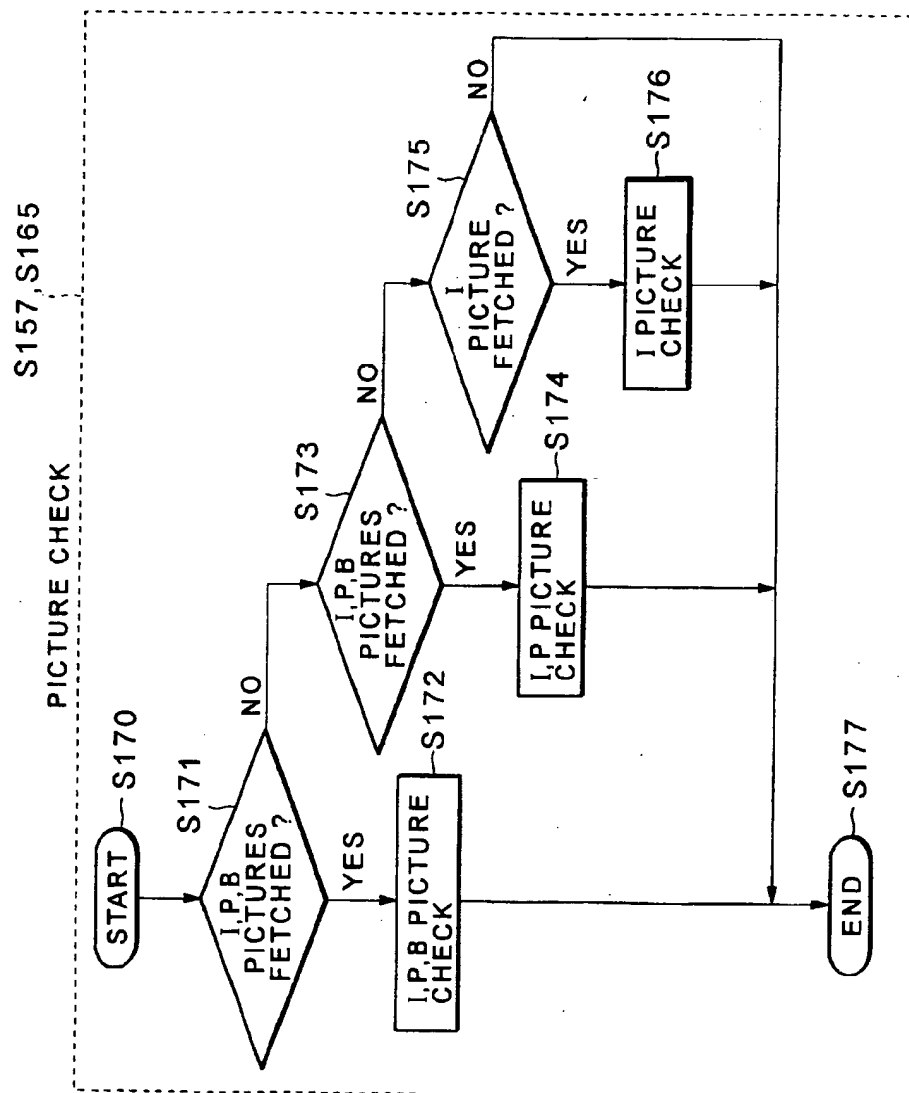 S157,S165
PICTURE CHECK
START
S170
S171
I,P,B
PICTURES
FETCHED ?
NO
YES
S172
I,P,B PICTURE
CHECK
S173
I,P,B
PICTURES
FETCHED ?
NO
YES
S174
I,P PICTURE
CHECK
S175
I
PICTURE
FETCHED ?
NO
YES
S176
I PICTURE
CHECK
END
S177